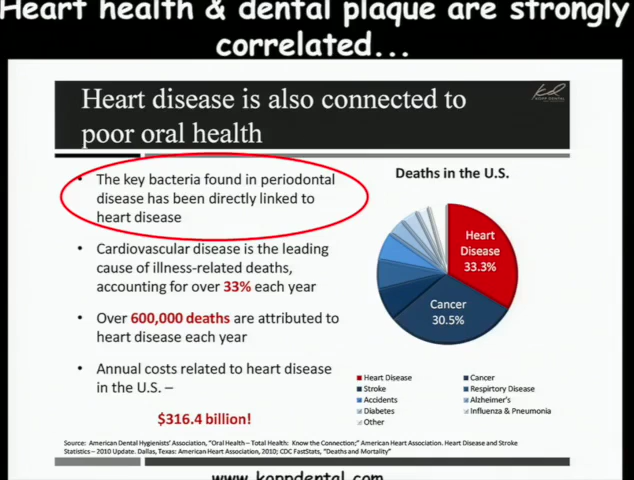 Heart health & dental plaque are strongly
correlated...
Heart disease is also connected to
poor oral health
• The key bacteria found in periodontal
disease has been directly linked to
heart disease
• Cardiovascular disease is the leading
cause of illness-related deaths,
accounting for over 33% each year
• Over 600,000 deaths are attributed to
heart disease each year
• Annual costs related to heart disease
in the U.S. –
$316.4 billion!
Deaths in the U.S.
Heart
Disease
33.3%
Cancer
30.5%
Heart Disease
Cancer
Stroke
Respirtory Disease
Accidents
Alzheimer's
Diabetes
Influenza & Pneumonia
Other
Source: American Dental Hygienists' Association, "Oral Health – Total Health: Know the Connection;" American Heart Association. Heart Disease and Stroke
Statistics – 2010 Update. Dallas, Texas: American Heart Association, 2010; CDC FastStats, "Deaths and Mortality"
www.koppdental.com